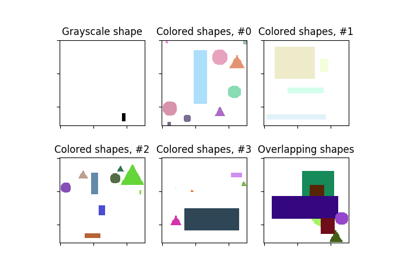 Grayscale shape
Colored shapes, #0
Colored shapes, #1
Colored shapes, #2
Colored shapes, #3
Overlapping shapes